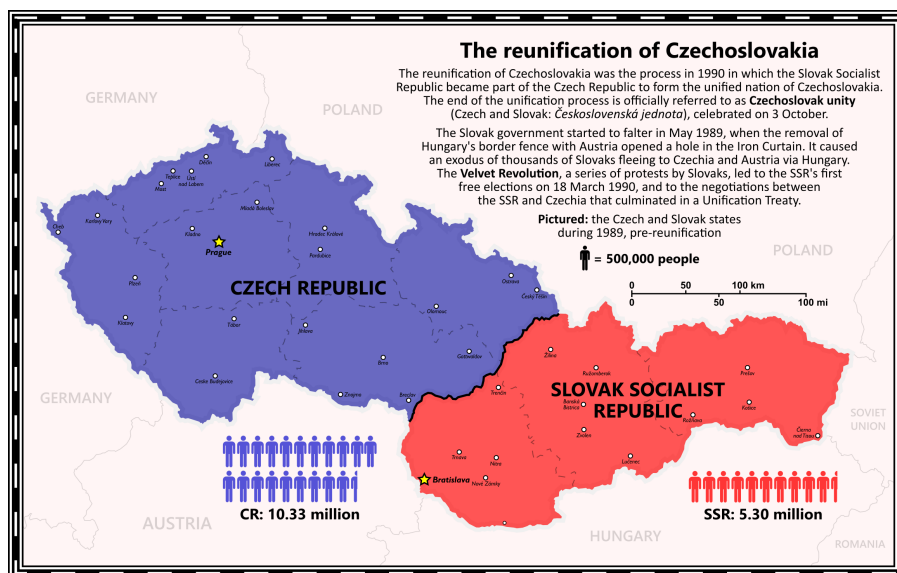 The reunification of Czechoslovakia
The reunification of Czechoslovakia was the process in 1990 in which the Slovak Socialist
Republic became part of the Czech Republic to form the unified nation of Czechoslovakia.
The end of the unification process is officially referred to as Czechoslovak unity
(Czech and Slovak: Československá jednota), celebrated on 3 October.
The Slovak government started to falter in May 1989, when the removal of
Hungary's border fence with Austria opened a hole in the Iron Curtain. It caused
an exodus of thousands of Slovaks fleeing to Czechia and Austria via Hungary.
The Velvet Revolution, a series of protests by Slovaks, led to the SSR's first
free elections on 18 March 1990, and to the negotiations between
the SSR and Czechia that culminated in a Unification Treaty.
Pictured: the Czech and Slovak states
during 1989, pre-reunification
= 500,000 people
0 50 100 km
0 50 100 mi
GERMANY
POLAND
POLAND
GERMANY
AUSTRIA
HUNGARY
SOVIET
UNION
ROMANIA
CZECH REPUBLIC
Děčín
Liberec
Teplice
Ústí
nad Labem
Most
Mladá Boleslav
Karlovy Vary
Cheb
Kladno
Prague
Hradec Králové
Pardubice
Plzeň
Ostrava
Český Těšín
Olomouc
Klatovy
Tábor
Jihlava
Brno
Gottwaldov
České Budějovice
Znojmo
Břeclav
SLOVAK SOCIALIST
REPUBLIC
Žilina
Ružomberok
Prešov
Trenčín
Banská
Bistrica
Košice
Rožňava
Čierna
nad Tisou
Zvolen
Lučenec
Trnava
Nitra
Bratislava
Nové Zámky
CR: 10.33 million
SSR: 5.30 million